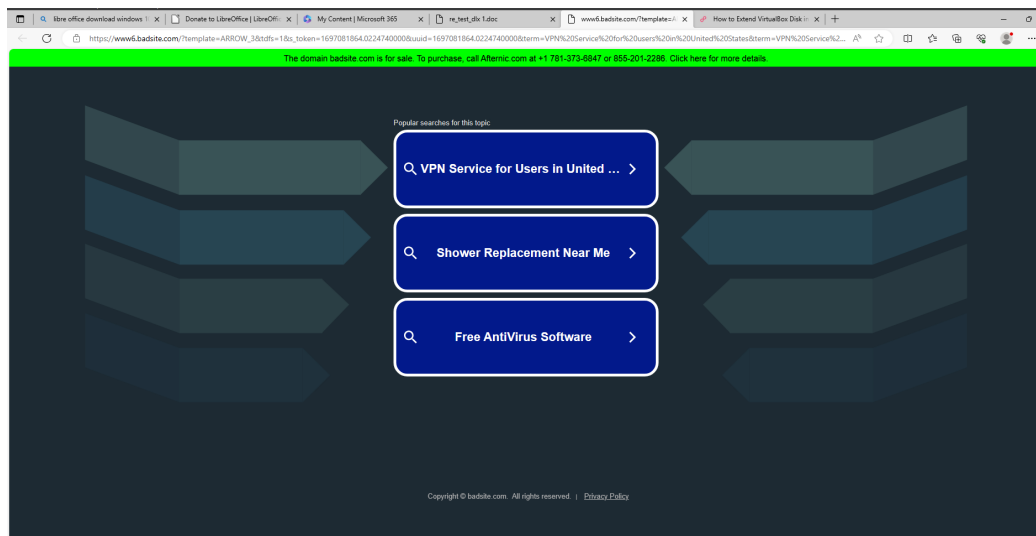 libre office download windows 1
Donate to LibreOffice | LibreOffic
My Content | Microsoft 365
re_test_dlx 1.doc
www6.badsite.com/?template=A
How to Extend VirtualBox Disk in
https://www6.badsite.com/?template=ARROW_3&tdfs=1&s_token=1697081864.0224740000&uuid=1697081864.0224740000&term=VPN%20Service%20for%20users%20in%20United%20States&term=VPN%20Service%2...
The domain badsite.com is for sale. To purchase, call Afternic.com at +1 781-373-6847 or 855-201-2286. Click here for more details.
Popular searches for this topic
VPN Service for Users in United ...
Shower Replacement Near Me
Free AntiVirus Software
Copyright © badsite.com. All rights reserved. | Privacy Policy